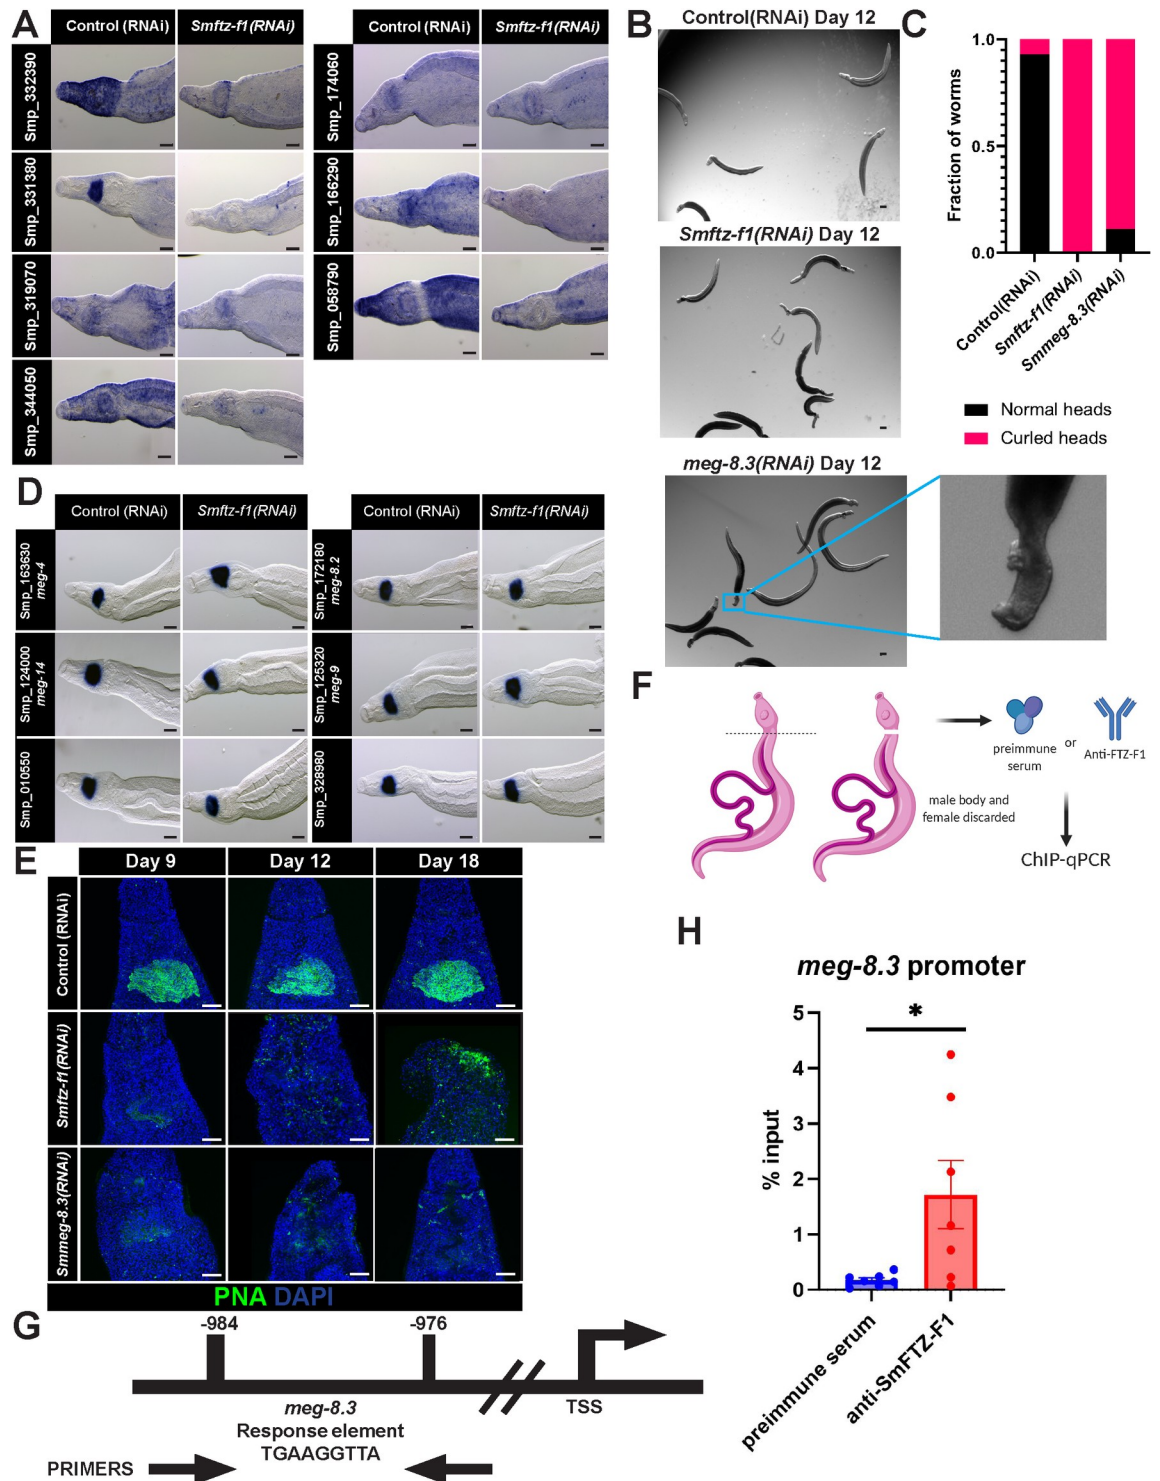 A
Control (RNAi) Smftz-f1(RNAi)
Smp_332390
Smp_331380
Smp_319070
Smp_344050
Control (RNAi) Smftz-f1(RNAi)
Smp_174060
Smp_166290
Smp_058790
B
Control(RNAi) Day 12
Smftz-f1(RNAi) Day 12
meg-8.3(RNAi) Day 12
C
Fraction of worms
1.0
0.5
0.0
Control(RNAi)
Smftz-f1(RNAi)
Smmeg-8.3(RNAi)
Normal heads
Curled heads
D
Control (RNAi) Smftz-f1(RNAi)
Smp_163630
meg-4
Smp_124000
meg-14
Smp_010550
Control (RNAi) Smftz-f1(RNAi)
Smp_172180
meg-8.2
Smp_125320
meg-9
Smp_328980
E
Day 9 Day 12 Day 18
Control (RNAi)
Smftz-f1(RNAi)
Smmeg-8.3(RNAi)
PNA DAPI
F
preimmune
serum
or
Anti-FTZ-F1
male body and
female discarded
ChIP-qPCR
G
-984 -976
TSS
meg-8.3
Response element
TGAAGGTTA
PRIMERS
H
meg-8.3 promoter
*
% input
5
4
3
2
1
0
preimmune serum
anti-SmFTZ-F1